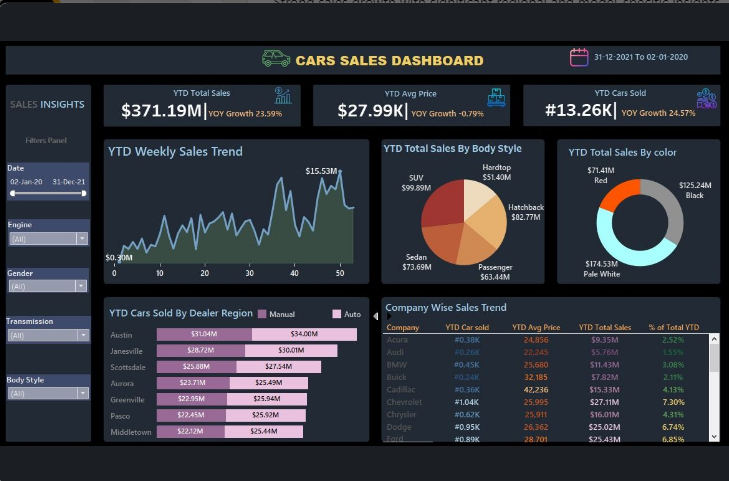 CARS SALES DASHBOARD
31-12-2021 To 02-01-2020
SALES INSIGHTS
Filters Panel
Date
02-Jan-20 31-Dec-21
Engine
(All)
Gender
(All)
Transmission
(All)
Body Style
(All)
YTD Total Sales
$371.19M| YOY Growth 23.59%
YTD Avg Price
$27.99K| YOY Growth -0.79%
YTD Cars Sold
#13.26K| YOY Growth 24.57%
YTD Weekly Sales Trend
$15.53M
$0.30M
0 10 20 30 40 50
YTD Total Sales By Body Style
Hardtop
$51.40M
SUV
$99.89M
Hatchback
$82.77M
Sedan
$73.69M
Passenger
$63.44M
YTD Total Sales By color
$71.41M
Red
$125.24M
Black
$174.53M
Pale White
YTD Cars Sold By Dealer Region Manual Auto
Austin $31.04M $34.00M
Janesville $28.72M $30.01M
Scottsdale $25.88M $27.54M
Aurora $23.71M $25.49M
Greenville $22.95M $25.94M
Pasco $22.45M $25.92M
Middletown $22.12M $25.44M
Company Wise Sales Trend
Company YTD Car sold YTD Avg Price YTD Total Sales % of Total YTD
Acura #0.38K 24,856 $9.35M 2.52%
Audi #0.26K 22,245 $5.76M 1.55%
BMW #0.45K 25,680 $11.43M 3.08%
Buick #0.24K 32,185 $7.82M 2.11%
Cadillac #0.36K 42,236 $15.33M 4.13%
Chevrolet #1.04K 25,995 $27.11M 7.30%
Chrysler #0.62K 25,911 $16.01M 4.31%
Dodge #0.95K 26,362 $25.02M 6.74%
Ford #0.89K 28,701 $25.43M 6.85%